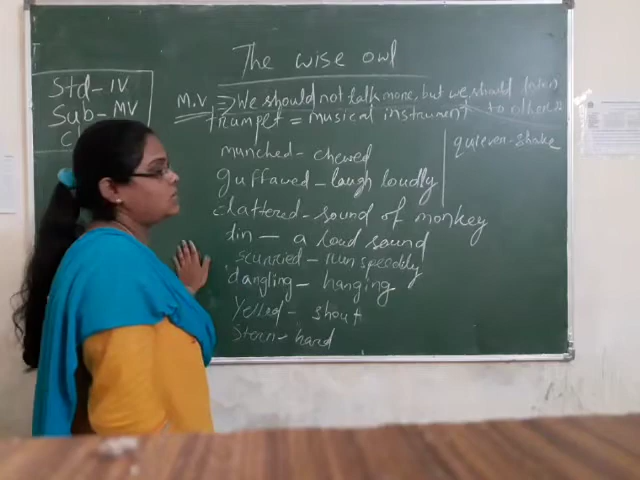 The wise owl
Std - IV
Sub - MV
M.V ⇒ We should not talk more, but we should listen
to others
trumpet = musical instrument
munched - chewed
guffawed - laugh loudly
quiever - shake
chattered - sound of monkey
din - a loud sound
scurried - run speedily
dangling - hanging
Yelled - shout
Stern - hard